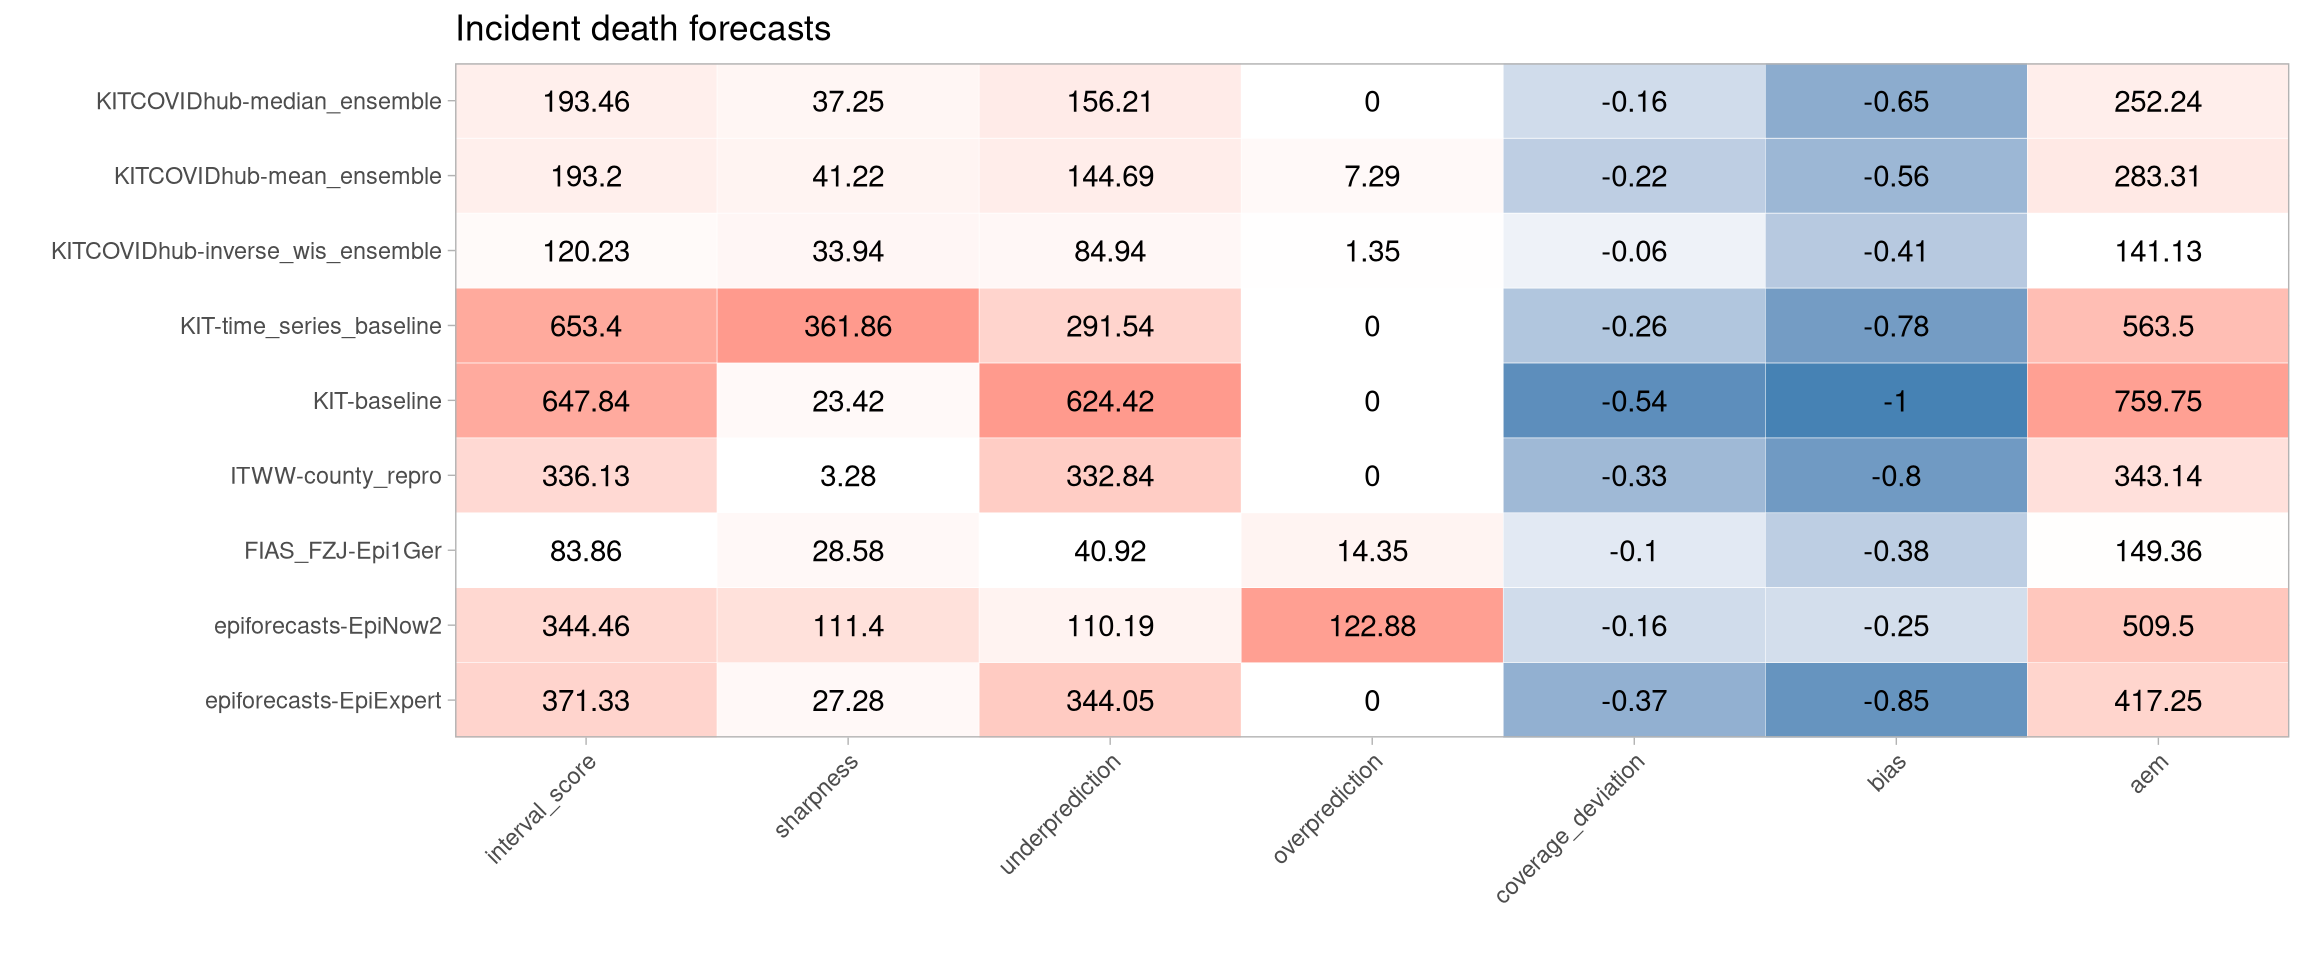 Incident death forecasts
KITCOVIDhub-median_ensemble 193.46 37.25 156.21 0 -0.16 -0.65 252.24
KITCOVIDhub-mean_ensemble 193.2 41.22 144.69 7.29 -0.22 -0.56 283.31
KITCOVIDhub-inverse_wis_ensemble 120.23 33.94 84.94 1.35 -0.06 -0.41 141.13
KIT-time_series_baseline 653.4 361.86 291.54 0 -0.26 -0.78 563.5
KIT-baseline 647.84 23.42 624.42 0 -0.54 -1 759.75
ITWW-county_repro 336.13 3.28 332.84 0 -0.33 -0.8 343.14
FIAS_FZJ-Epi1Ger 83.86 28.58 40.92 14.35 -0.1 -0.38 149.36
epiforecasts-EpiNow2 344.46 111.4 110.19 122.88 -0.16 -0.25 509.5
epiforecasts-EpiExpert 371.33 27.28 344.05 0 -0.37 -0.85 417.25
interval_score sharpness underprediction overprediction coverage_deviation bias aem